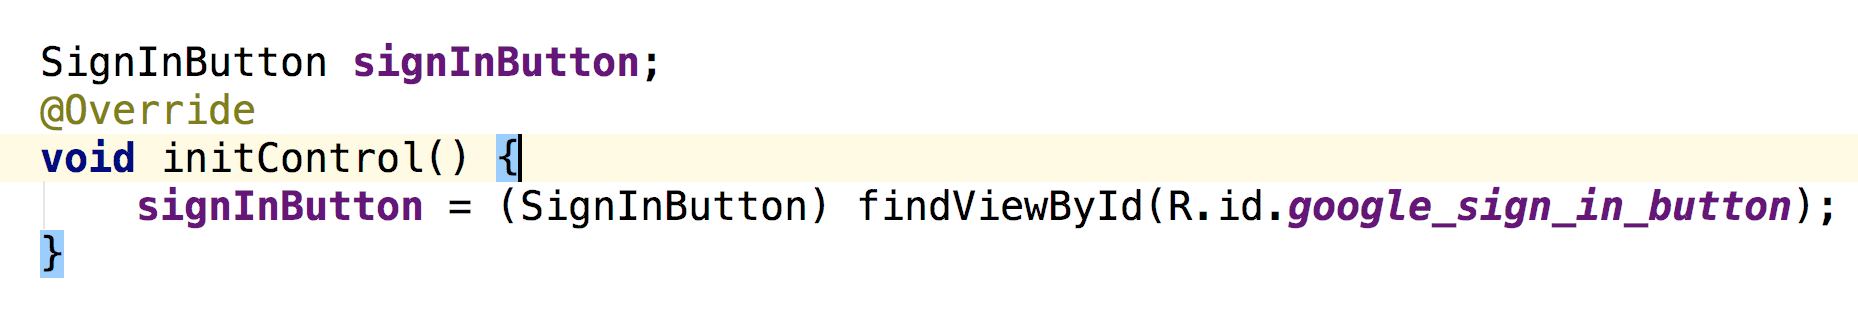 SignInButton signInButton;
@Override
void initControl() {
    signInButton = (SignInButton) findViewById(R.id.google_sign_in_button);
}